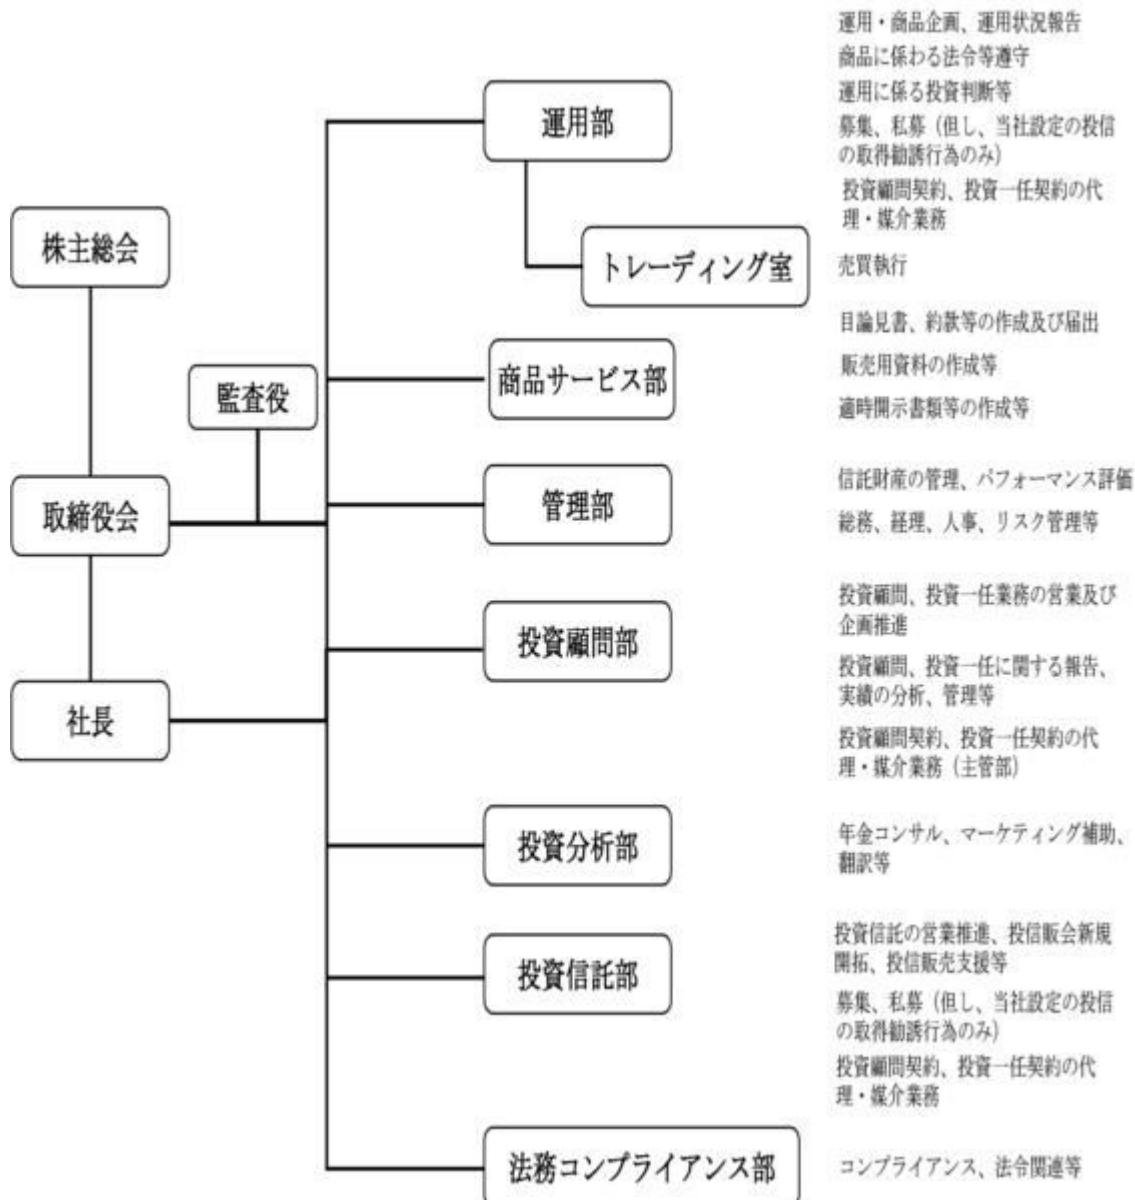 運用・商品企画、運用状況報告
商品に係わる法令等遵守
運用部
運用に係る投資判断等
募集、私募（但し、当社設定の投信
の取得勧誘行為のみ）
投資顧問契約、投資一任契約の代
理・媒介業務
株主総会
トレーディング室
売買執行
目論見書、約款等の作成及び届出
商品サービス部
販売用資料の作成等
監査役
適時開示書類等の作成等
信託財産の管理、パフォーマンス評価
取締役会
管理部
総務、経理、人事、リスク管理等
投資顧問、投資一任業務の営業及び
企画推進
投資顧問部
投資顧問、投資一任に関する報告、
実績の分析、管理等
社長
投資顧問契約、投資一任契約の代
理・媒介業務（主管部）
投資分析部
年金コンサル、マーケティング補助、
翻訳等
投資信託の営業推進、投信販会新規
開拓、投信販売支援等
投資信託部
募集、私募（但し、当社設定の投信
の取得勧誘行為のみ）
投資顧問契約、投資一任契約の代
理・媒介業務
法務コンプライアンス部
コンプライアンス、法令関連等